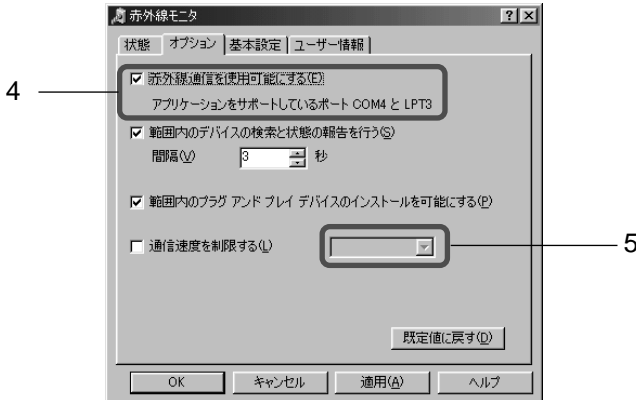 赤外線モニタ
状態 オプション 基本設定 ユーザー情報
4
赤外線通信を使用可能にする(E)
アプリケーションをサポートしているポート COM4 と LPT3
範囲内のデバイスの検索と状態の報告を行う(S)
間隔(V) 3 秒
範囲内のプラグ アンド プレイ デバイスのインストールを可能にする(P)
通信速度を制限する(L)
5
既定値に戻す(D)
OK キャンセル 適用(A) ヘルプ